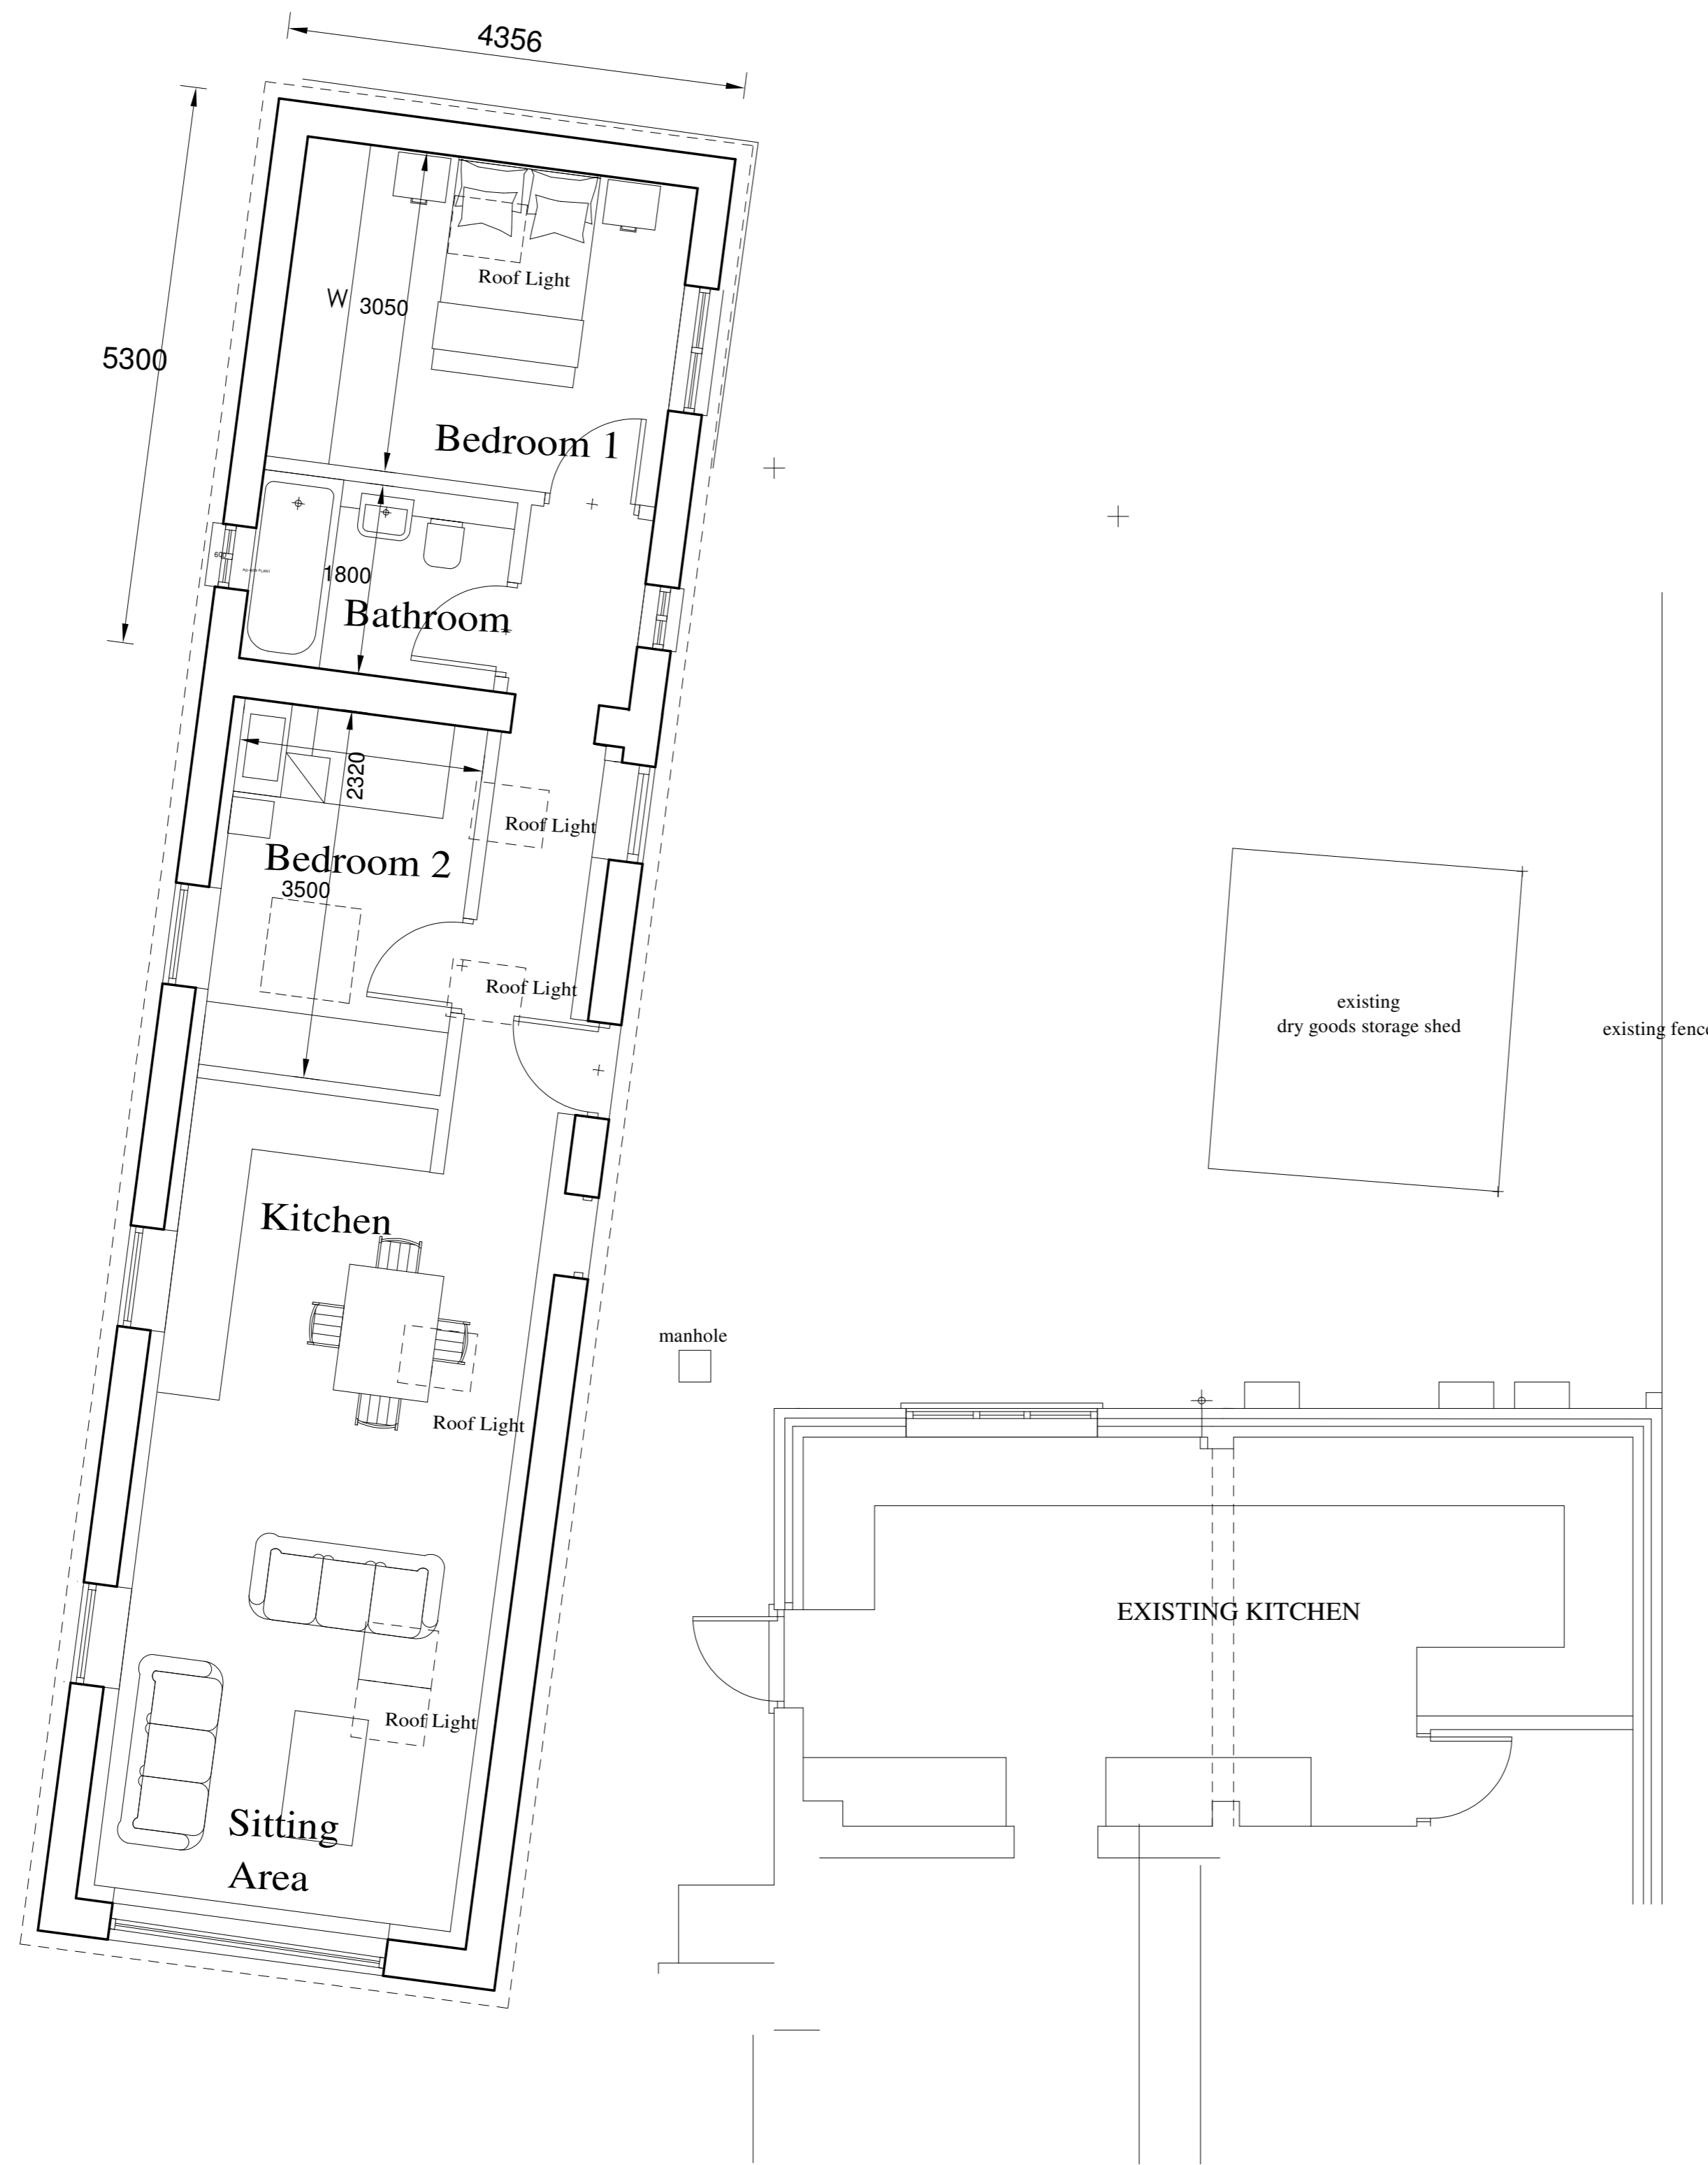 4356
Roof Light
W 3050
5300
Bedroom 1
600
1800
Bathroom
2320
Roof Light
Bedroom 2
3500
Roof Light
existing
dry goods storage shed
existing fence
Kitchen
manhole
Roof Light
EXISTING KITCHEN
Roof Light
Sitting
Area